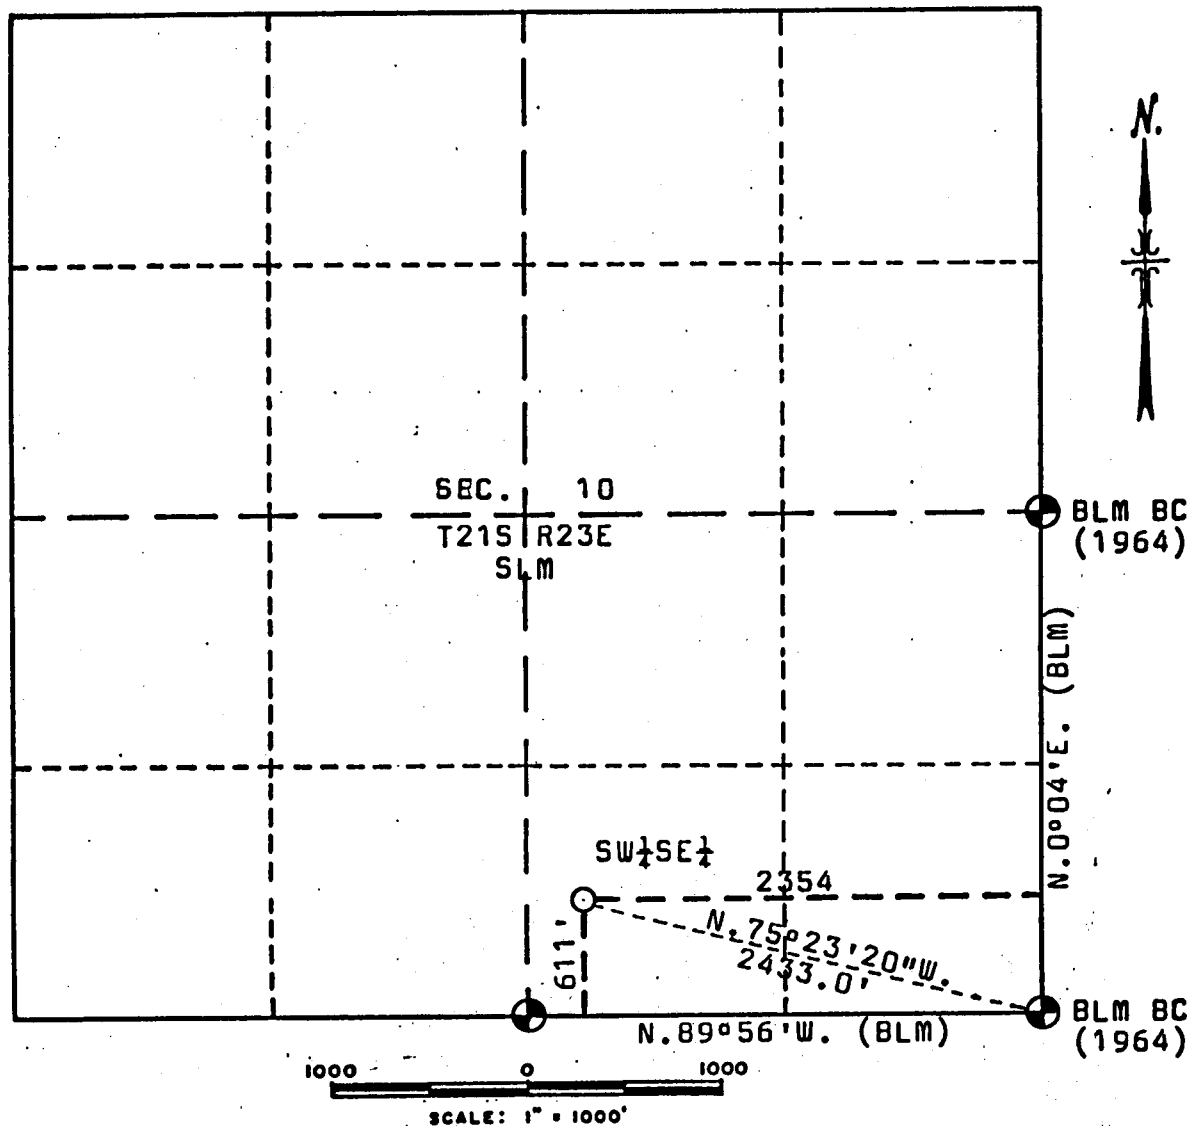 N.
SEC. 10
T21S R23E
SLM
BLM BC
(1964)
N.0°04'E. (BLM)
SW¼SE¼
2354
611'
N.75°23'20"W.
2433.0'
BLM BC
(1964)
N.89°56'W. (BLM)
1000 0 1000
SCALE: 1" = 1000'